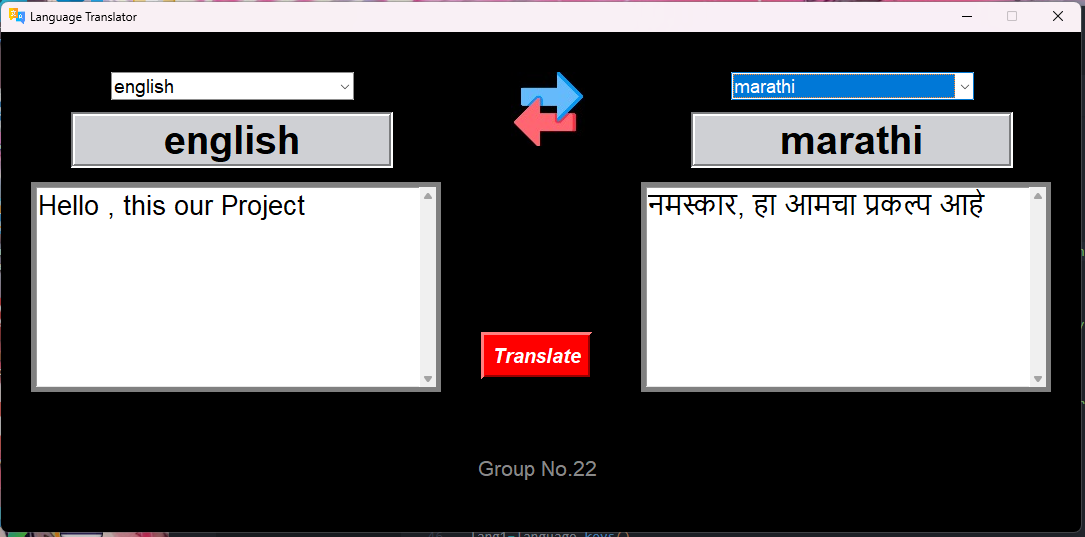 Language Translator
english
marathi
english
marathi
Hello , this our Project
नमस्कार, हा आमचा प्रकल्प आहे
Translate
Group No.22